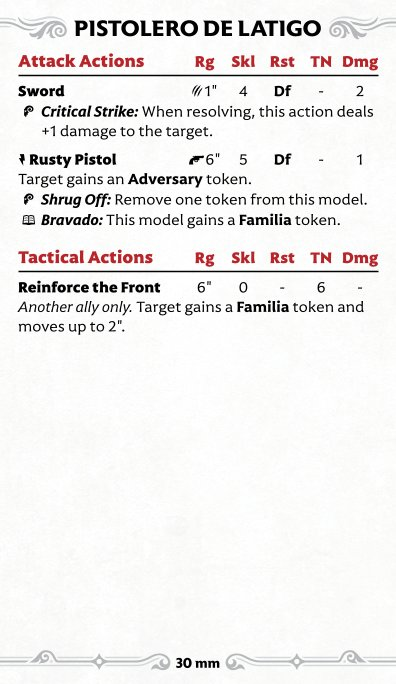 PISTOLERO DE LATIGO
Attack Actions Rg Skl Rst TN Dmg
Sword 1" 4 Df - 2
Critical Strike: When resolving, this action deals
+1 damage to the target.
Rusty Pistol 6" 5 Df - 1
Target gains an Adversary token.
Shrug Off: Remove one token from this model.
Bravado: This model gains a Familia token.
Tactical Actions Rg Skl Rst TN Dmg
Reinforce the Front 6" 0 - 6 -
Another ally only. Target gains a Familia token and
moves up to 2".
30 mm